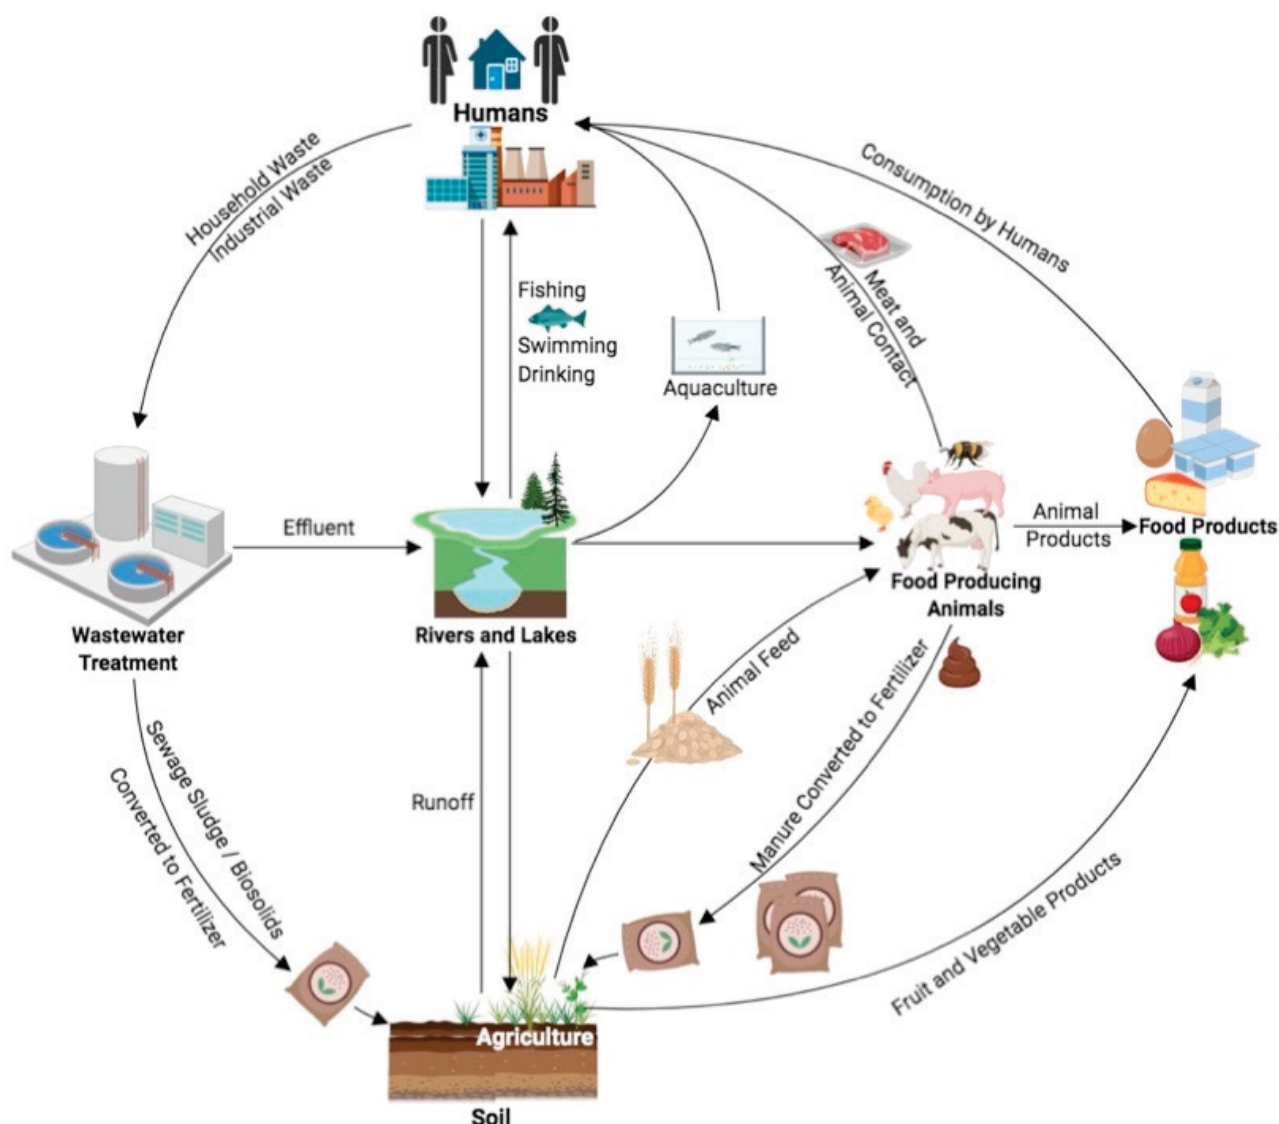 Humans
Household Waste
Industrial Waste
Consumption by Humans
Fishing
Swimming
Drinking
Meat and
Animal Contact
Aquaculture
Effluent
Animal
Products
Food Products
Food Producing
Animals
Wastewater
Treatment
Rivers and Lakes
Animal Feed
Sewage Sludge / Biosolids
Converted to Fertilizer
Runoff
Manure Converted to Fertilizer
Fruit and Vegetable Products
Agriculture
Soil